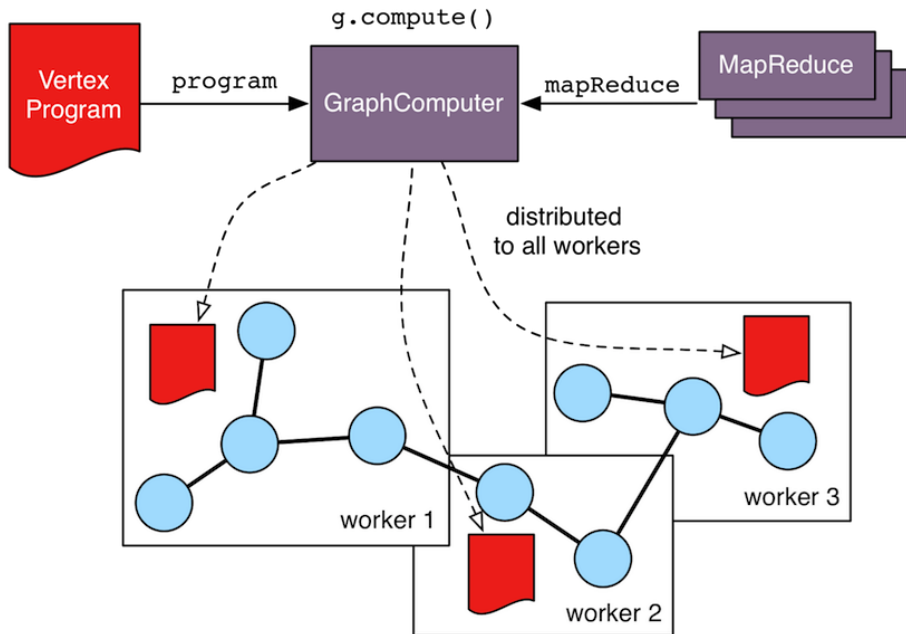 g.compute()
Vertex
Program
program
GraphComputer
mapReduce
MapReduce
distributed
to all workers
worker 1
worker 2
worker 3